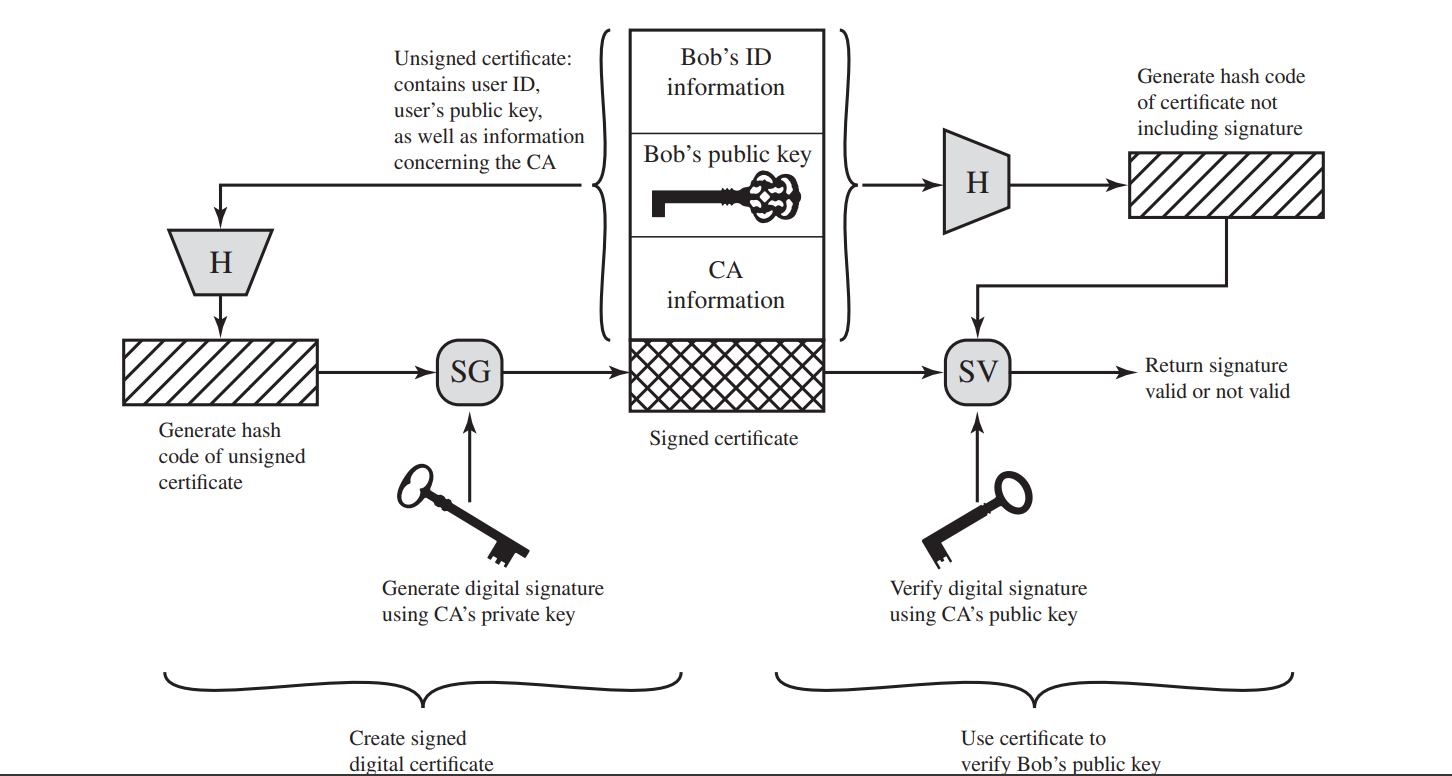 Unsigned certificate:
contains user ID,
user's public key,
as well as information
concerning the CA
Bob's ID
information
Bob's public key
CA
information
Generate hash code
of certificate not
including signature
H
H
SG
SV
Return signature
valid or not valid
Generate hash
code of unsigned
certificate
Signed certificate
Generate digital signature
using CA's private key
Verify digital signature
using CA's public key
Create signed
digital certificate
Use certificate to
verify Bob's public key